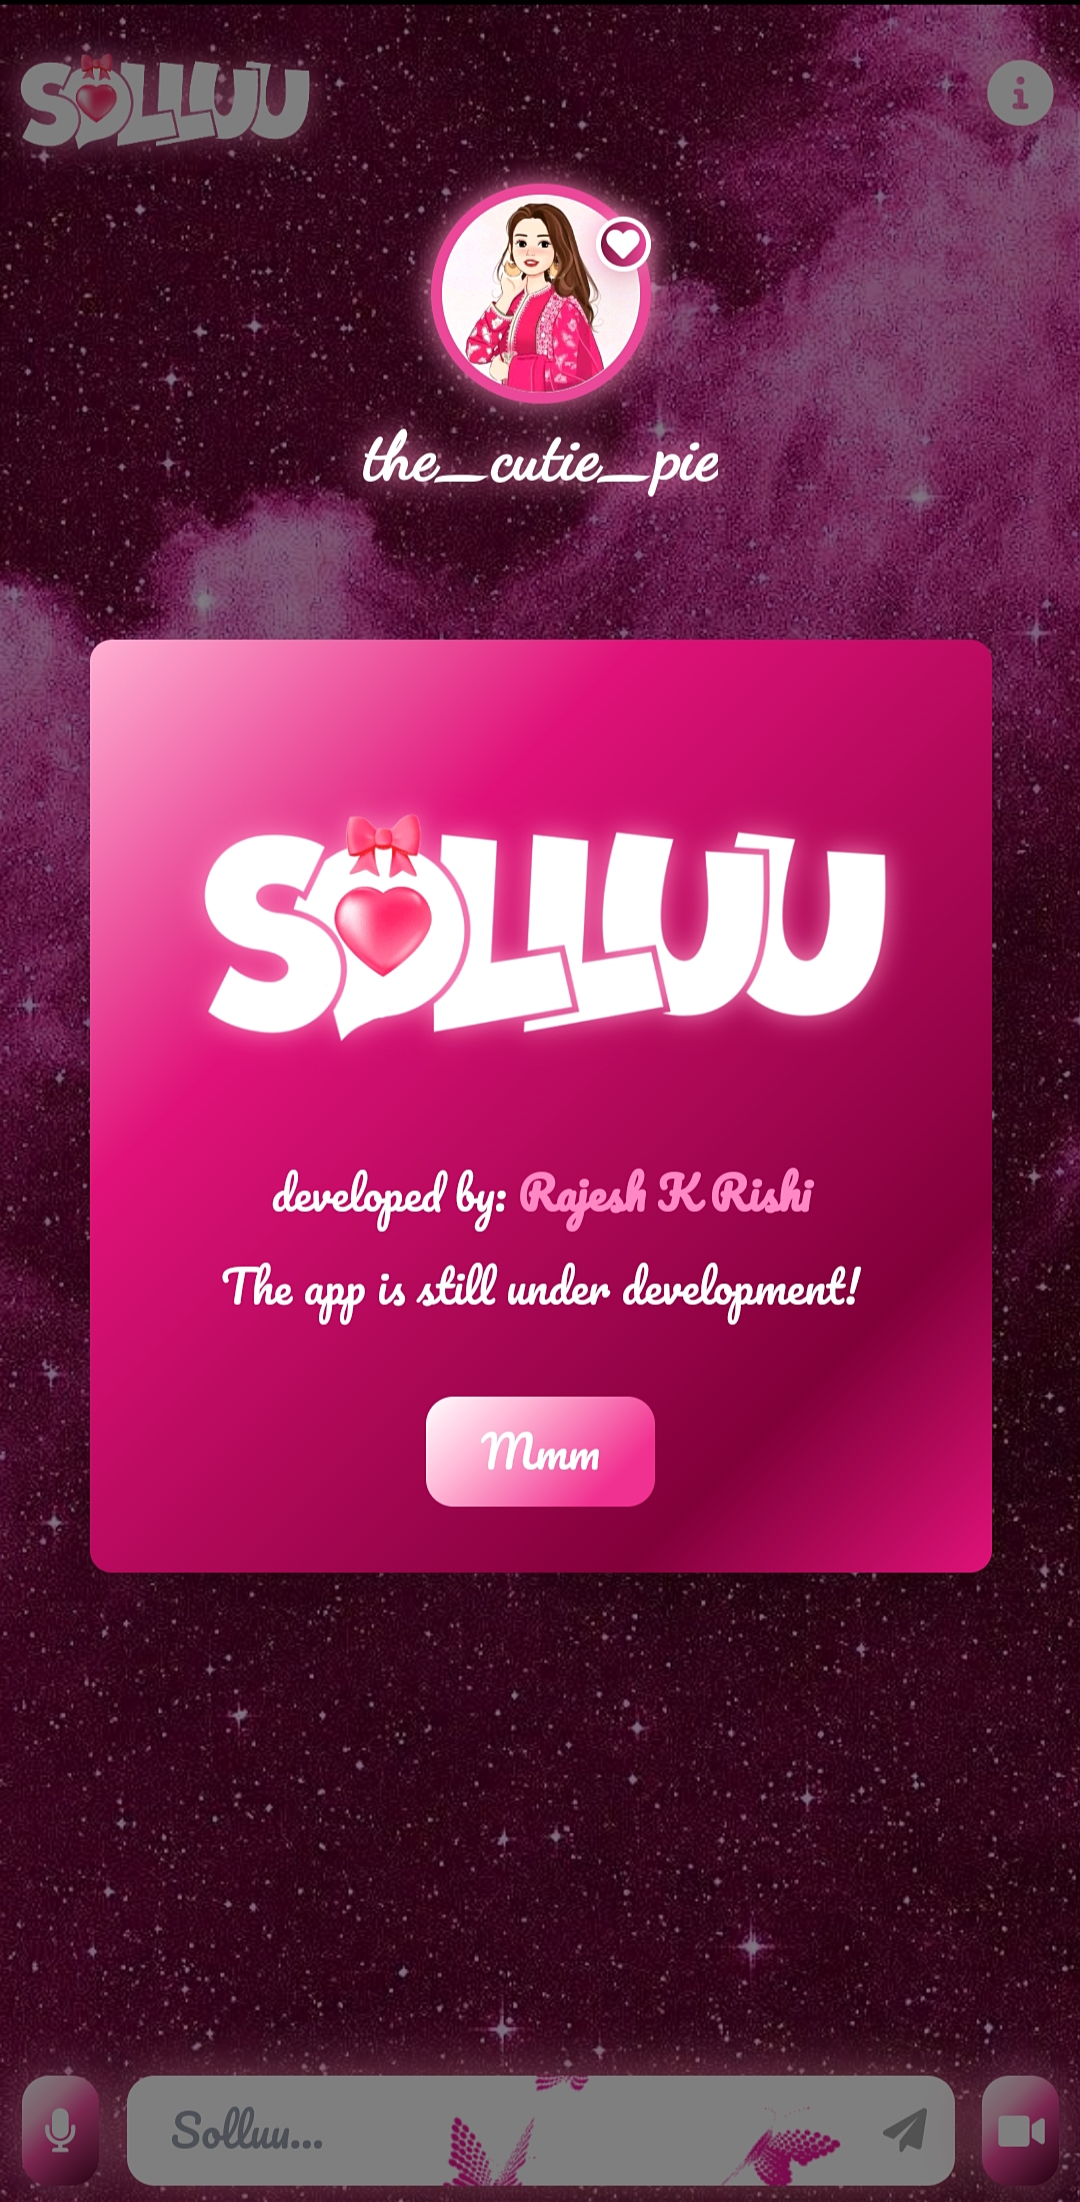 SOLLUU
the_cutie_pie
SOLLUU
developed by: Rajesh K Rishi
The app is still under development!
Mmm
Solluu...